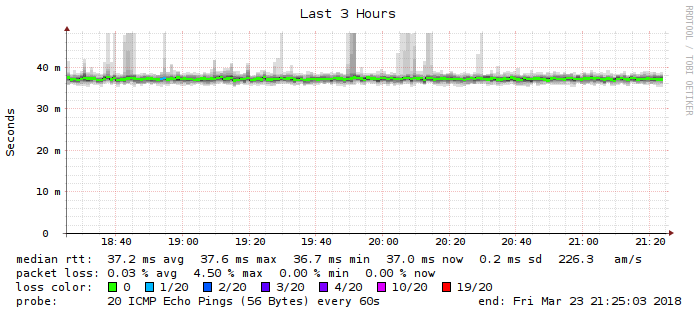 Last 3 Hours
RRDTOOL / TOBI OETIKER
Seconds
40 m
30 m
20 m
10 m
0
18:40 19:00 19:20 19:40 20:00 20:20 20:40 21:00 21:20
median rtt: 37.2 ms avg 37.6 ms max 36.7 ms min 37.0 ms now 0.2 ms sd 226.3 am/s
packet loss: 0.03 % avg 4.50 % max 0.00 % min 0.00 % now
loss color: 0 1/20 2/20 3/20 4/20 10/20 19/20
probe: 20 ICMP Echo Pings (56 Bytes) every 60s end: Fri Mar 23 21:25:03 2018